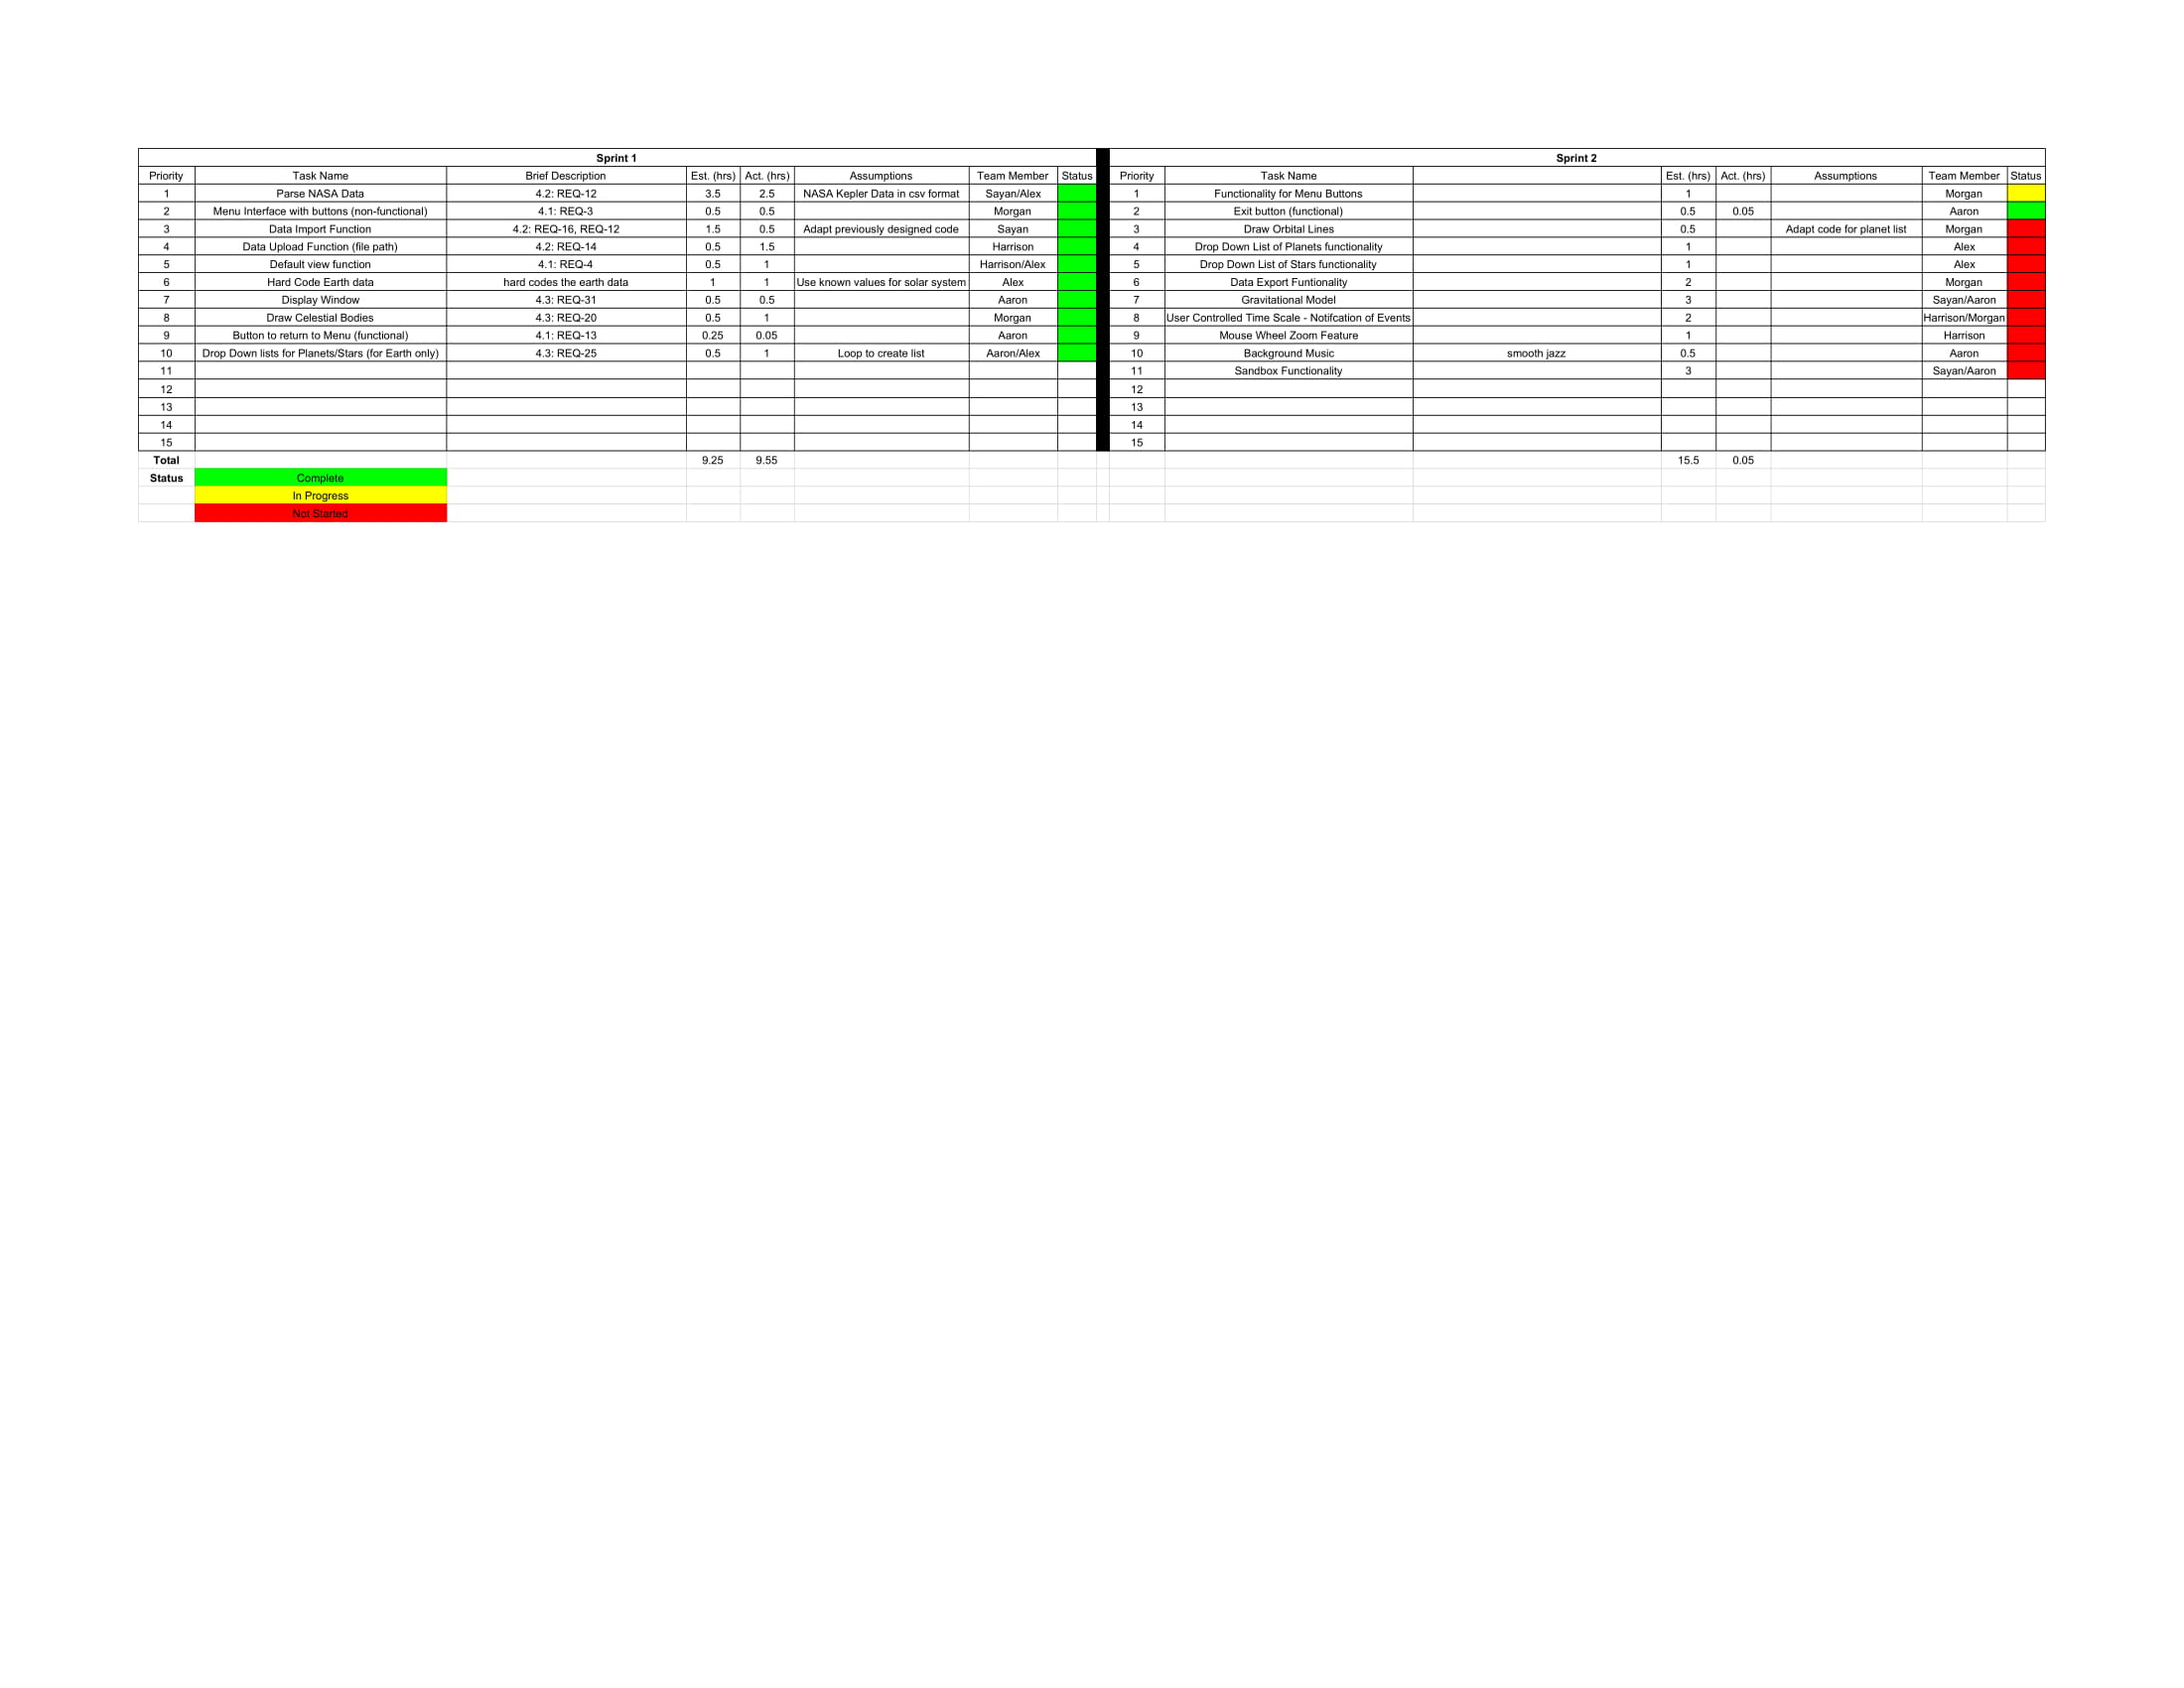 Sprint 1 Sprint 2
Priority Task Name Brief Description Est. (hrs) Act. (hrs) Assumptions Team Member Status Priority Task Name Est. (hrs) Act. (hrs) Assumptions Team Member Status
1 Parse NASA Data 4.2: REQ-12 3.5 2.5 NASA Kepler Data in csv format Sayan/Alex 1 Functionality for Menu Buttons 1 Morgan
2 Menu Interface with buttons (non-functional) 4.1: REQ-3 0.5 0.5 Morgan 2 Exit button (functional) 0.5 0.05 Aaron
3 Data Import Function 4.2: REQ-16, REQ-12 1.5 0.5 Adapt previously designed code Sayan 3 Draw Orbital Lines 0.5 Adapt code for planet list Morgan
4 Data Upload Function (file path) 4.2: REQ-14 0.5 1.5 Harrison 4 Drop Down List of Planets functionality 1 Alex
5 Default view function 4.1: REQ-4 0.5 1 Harrison/Alex 5 Drop Down List of Stars functionality 1 Alex
6 Hard Code Earth data hard codes the earth data 1 1 Use known values for solar system Alex 6 Data Export Funtionality 2 Morgan
7 Display Window 4.3: REQ-31 0.5 0.5 Aaron 7 Gravitational Model 3 Sayan/Aaron
8 Draw Celestial Bodies 4.3: REQ-20 0.5 1 Morgan 8 User Controlled Time Scale - Notifcation of Events 2 Harrison/Morgan
9 Button to return to Menu (functional) 4.1: REQ-13 0.25 0.05 Aaron 9 Mouse Wheel Zoom Feature 1 Harrison
10 Drop Down lists for Planets/Stars (for Earth only) 4.3: REQ-25 0.5 1 Loop to create list Aaron/Alex 10 Background Music smooth jazz 0.5 Aaron
11 11 Sandbox Functionality 3 Sayan/Aaron
12 12
13 13
14 14
15 15
Total 9.25 9.55 15.5 0.05
Status Complete
In Progress
Not Started